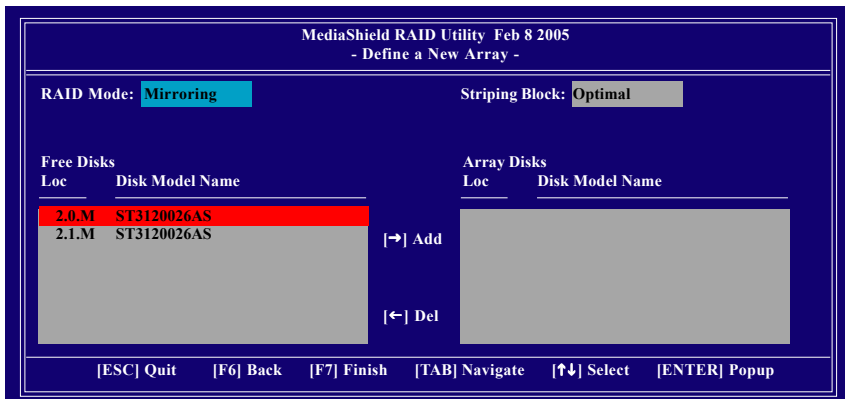 MediaShield RAID Utility Feb 8 2005
- Define a New Array -
RAID Mode: Mirroring
Striping Block: Optimal
Free Disks
Loc Disk Model Name
2.0.M ST3120026AS
2.1.M ST3120026AS
[→] Add
[←] Del
Array Disks
Loc Disk Model Name
[ESC] Quit [F6] Back [F7] Finish [TAB] Navigate [↑↓] Select [ENTER] Popup